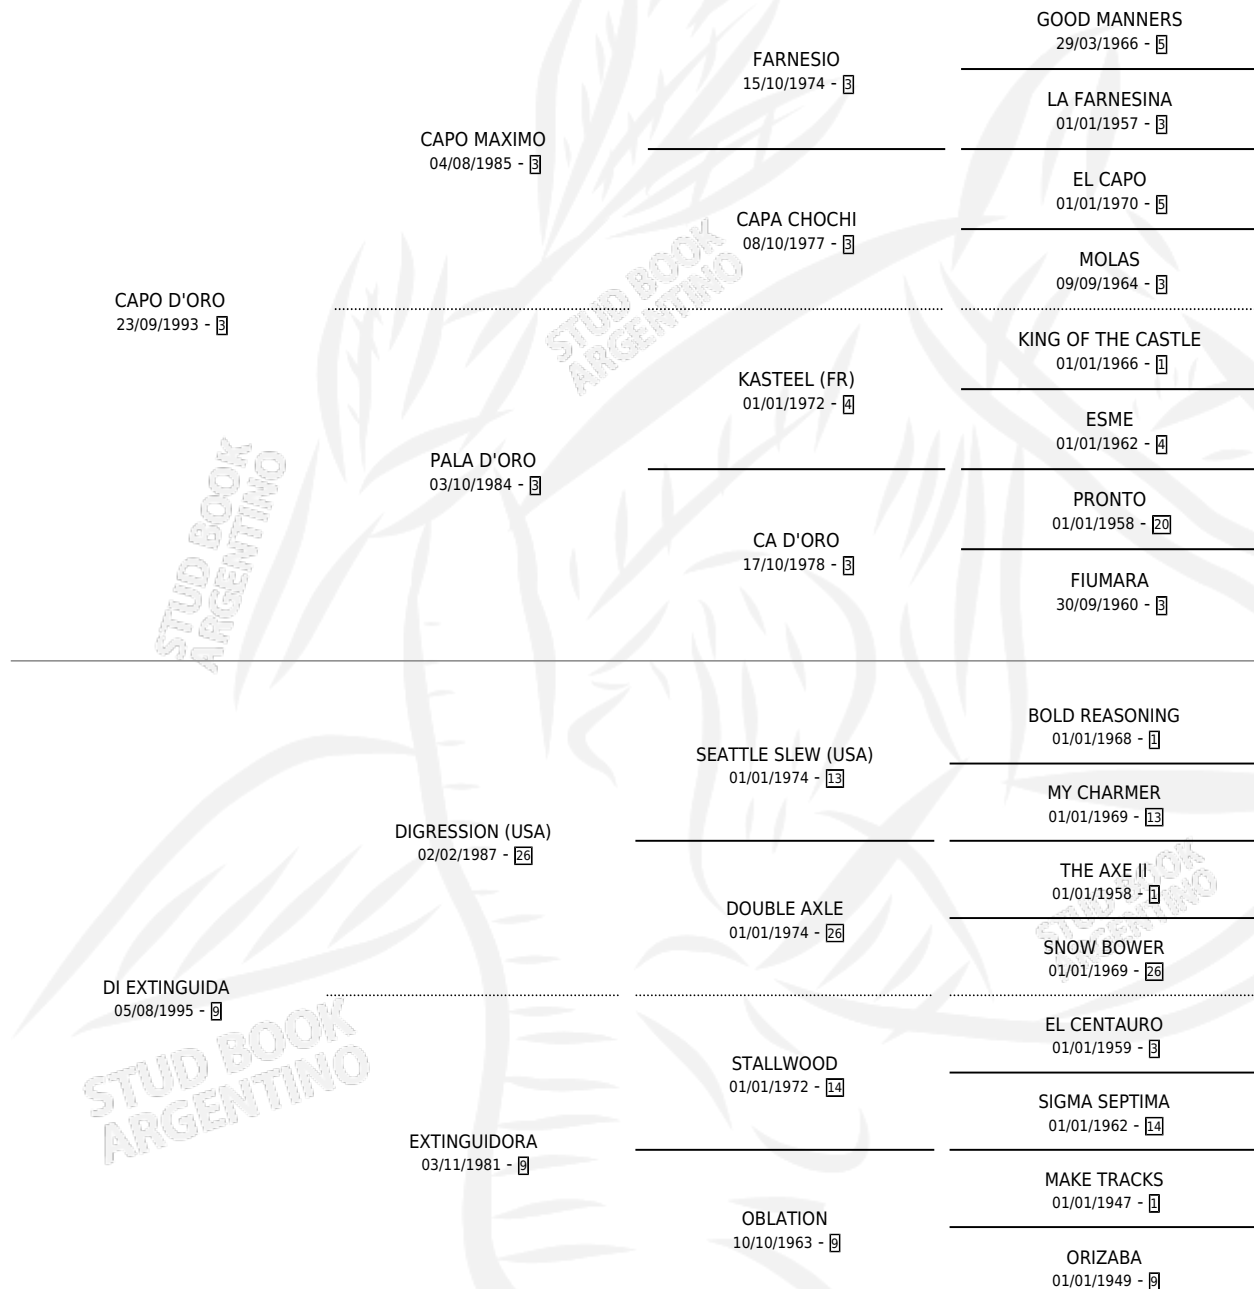 GOOD MANNERS
29/03/1966 - 5
FARNESIO
15/10/1974 - 3
LA FARNESINA
01/01/1957 - 3
CAPO MAXIMO
04/08/1985 - 3
EL CAPO
01/01/1970 - 5
CAPA CHOCHI
08/10/1977 - 3
MOLAS
09/09/1964 - 3
CAPO D'ORO
23/09/1993 - 3
STUD BOOK
ARGENTINO
KING OF THE CASTLE
01/01/1966 - 1
KASTEEL (FR)
01/01/1972 - 4
ESME
01/01/1962 - 4
PALA D'ORO
03/10/1984 - 3
PRONTO
01/01/1958 - 20
CA D'ORO
17/10/1978 - 3
FIUMARA
30/09/1960 - 3
STUD BOOK
ARGENTINO
BOLD REASONING
01/01/1968 - 1
SEATTLE SLEW (USA)
01/01/1974 - 13
MY CHARMER
01/01/1969 - 13
DIGRESSION (USA)
02/02/1987 - 26
THE AXE II
01/01/1958 - 1
STUD BOOK
ARGENTINO
DOUBLE AXLE
01/01/1974 - 26
SNOW BOWER
01/01/1969 - 26
DI EXTINGUIDA
05/08/1995 - 9
STUD BOOK
ARGENTINO
EL CENTAURO
01/01/1959 - 3
STALLWOOD
01/01/1972 - 14
SIGMA SEPTIMA
01/01/1962 - 14
EXTINGUIDORA
03/11/1981 - 9
MAKE TRACKS
01/01/1947 - 1
OBLATION
10/10/1963 - 9
ORIZABA
01/01/1949 - 9